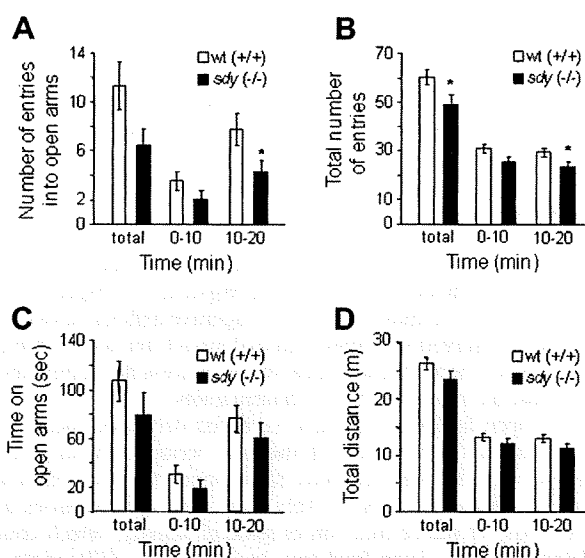 A
Number of entries
into open arms
14
10
6
2
0
wt (+/+)
sdy (-/-)
*
total 0-10 10-20
Time (min)
B
Total number
of entries
70
50
30
10
0
wt (+/+)
sdy (-/-)
*
*
total 0-10 10-20
Time (min)
C
Time on
open arms (sec)
140
100
60
20
0
wt (+/+)
sdy (-/-)
total 0-10 10-20
Time (min)
D
Total distance (m)
30
20
10
0
wt (+/+)
sdy (-/-)
total 0-10 10-20
Time (min)